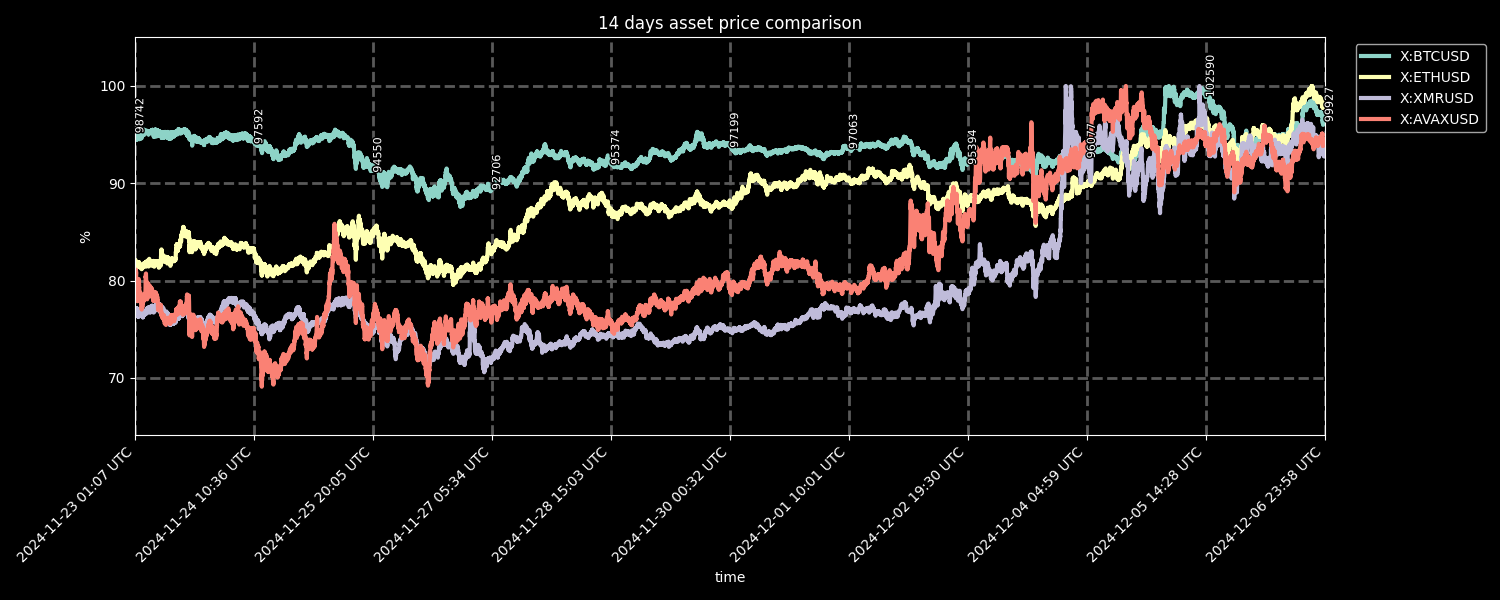 14 days asset price comparison
X:BTCUSD
X:ETHUSD
X:XMRUSD
X:AVAXUSD
100
90
80
70
%
98742
97592
94550
92706
95374
97199
97063
95394
96077
102590
99927
2024-11-23 01:07 UTC
2024-11-24 10:36 UTC
2024-11-25 20:05 UTC
2024-11-27 05:34 UTC
2024-11-28 15:03 UTC
2024-11-30 00:32 UTC
2024-12-01 10:01 UTC
2024-12-02 19:30 UTC
2024-12-04 04:59 UTC
2024-12-05 14:28 UTC
2024-12-06 23:58 UTC
time